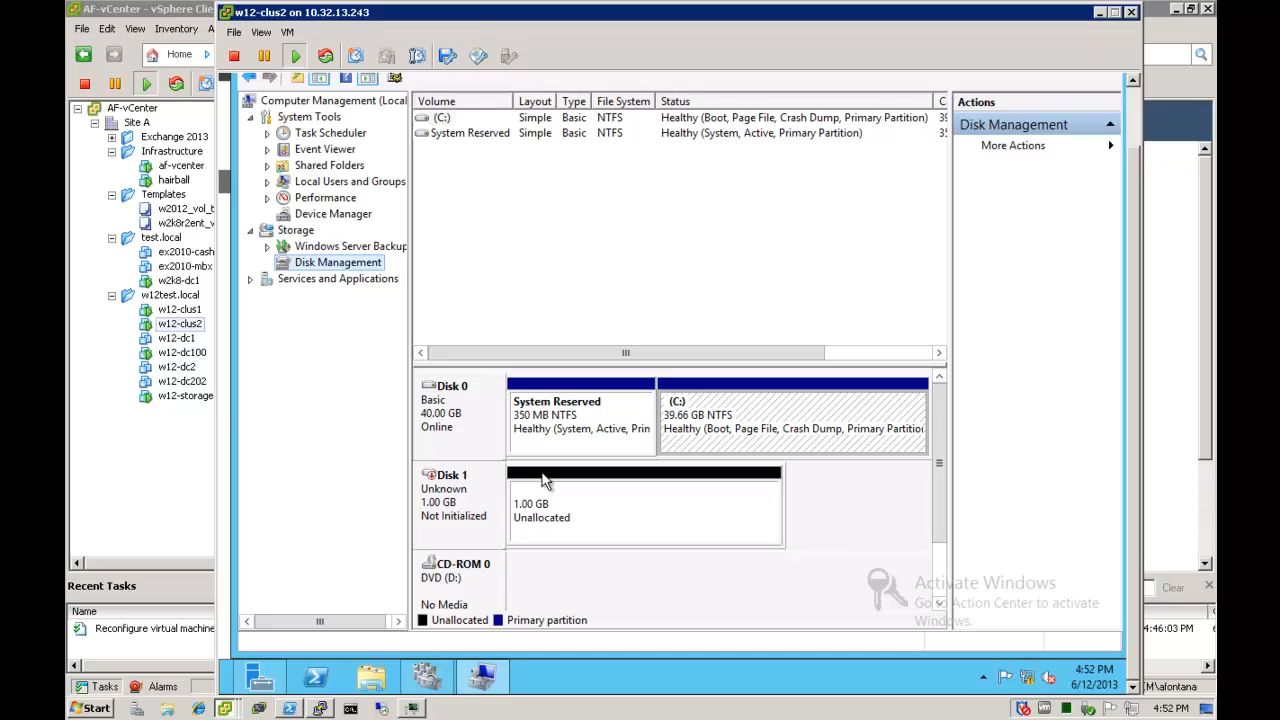 AF-vCenter - vSphere Clie
w12-clus2 on 10.32.13.243
File Edit View Inventory A
File View VM
Home
AF-vCenter
Site A
Exchange 2013
Infrastructure
af-vcenter
hairball
Templates
w2012_vol_t
w2k8r2ent_v
test.local
ex2010-cash
ex2010-mbx
w2k8-dc1
w12test.local
w12-clus1
w12-clus2
w12-dc1
w12-dc100
w12-dc2
w12-dc202
w12-storage
Computer Management (Local
System Tools
Task Scheduler
Event Viewer
Shared Folders
Local Users and Groups
Performance
Device Manager
Storage
Windows Server Backup
Disk Management
Services and Applications
Volume Layout Type File System Status C
(C:) Simple Basic NTFS Healthy (Boot, Page File, Crash Dump, Primary Partition) 39
System Reserved Simple Basic NTFS Healthy (System, Active, Primary Partition) 35
Actions
Disk Management
More Actions
Disk 0
Basic
40.00 GB
Online
System Reserved
350 MB NTFS
Healthy (System, Active, Prin
(C:)
39.66 GB NTFS
Healthy (Boot, Page File, Crash Dump, Primary Partition
Disk 1
Unknown
1.00 GB
Not Initialized
1.00 GB
Unallocated
CD-ROM 0
DVD (D:)
No Media
Unallocated Primary partition
Activate Windows
Go to Action Center to activate
Windows.
4:52 PM
6/12/2013
Recent Tasks
Name
Reconfigure virtual machine
Clear
4:46:03 PM
Tasks Alarms
M\afontana
Start
4:52 PM